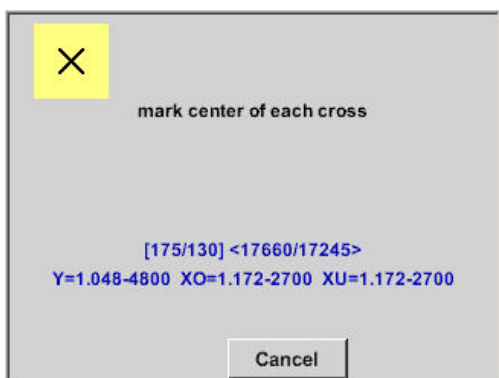 mark center of each cross
[175/130] <17660/17245>
Y=1.048-4800 XO=1.172-2700 XU=1.172-2700
Cancel